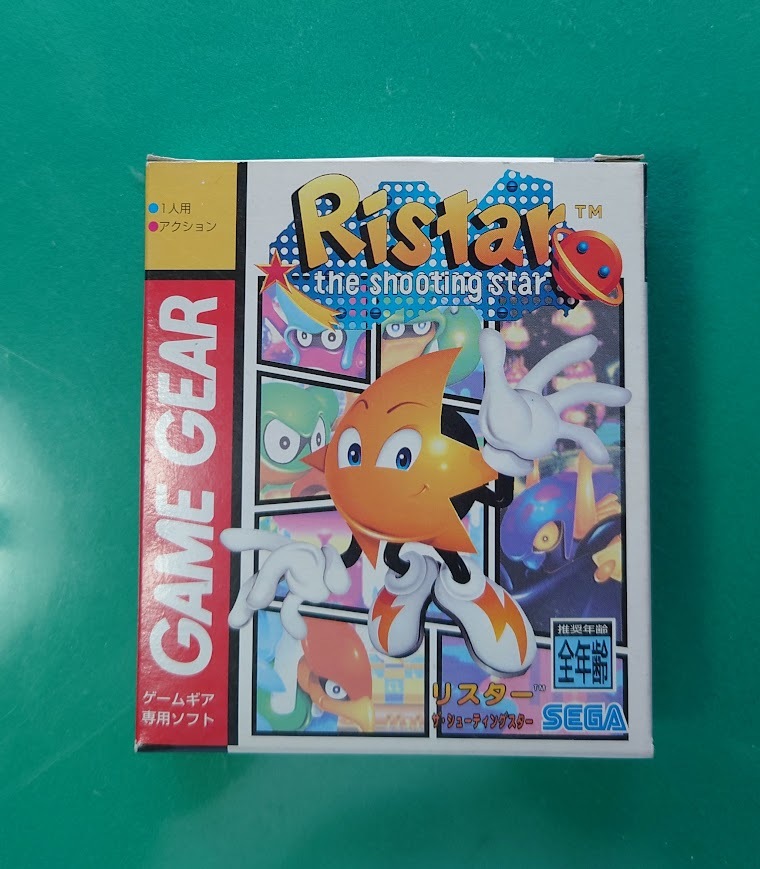 ●1人用
●アクション
GAME GEAR
ゲームギア
専用ソフト
Ristar™
the shooting star
推奨年齢
全年齢
リスター™
ザ・シューティングスター
SEGA